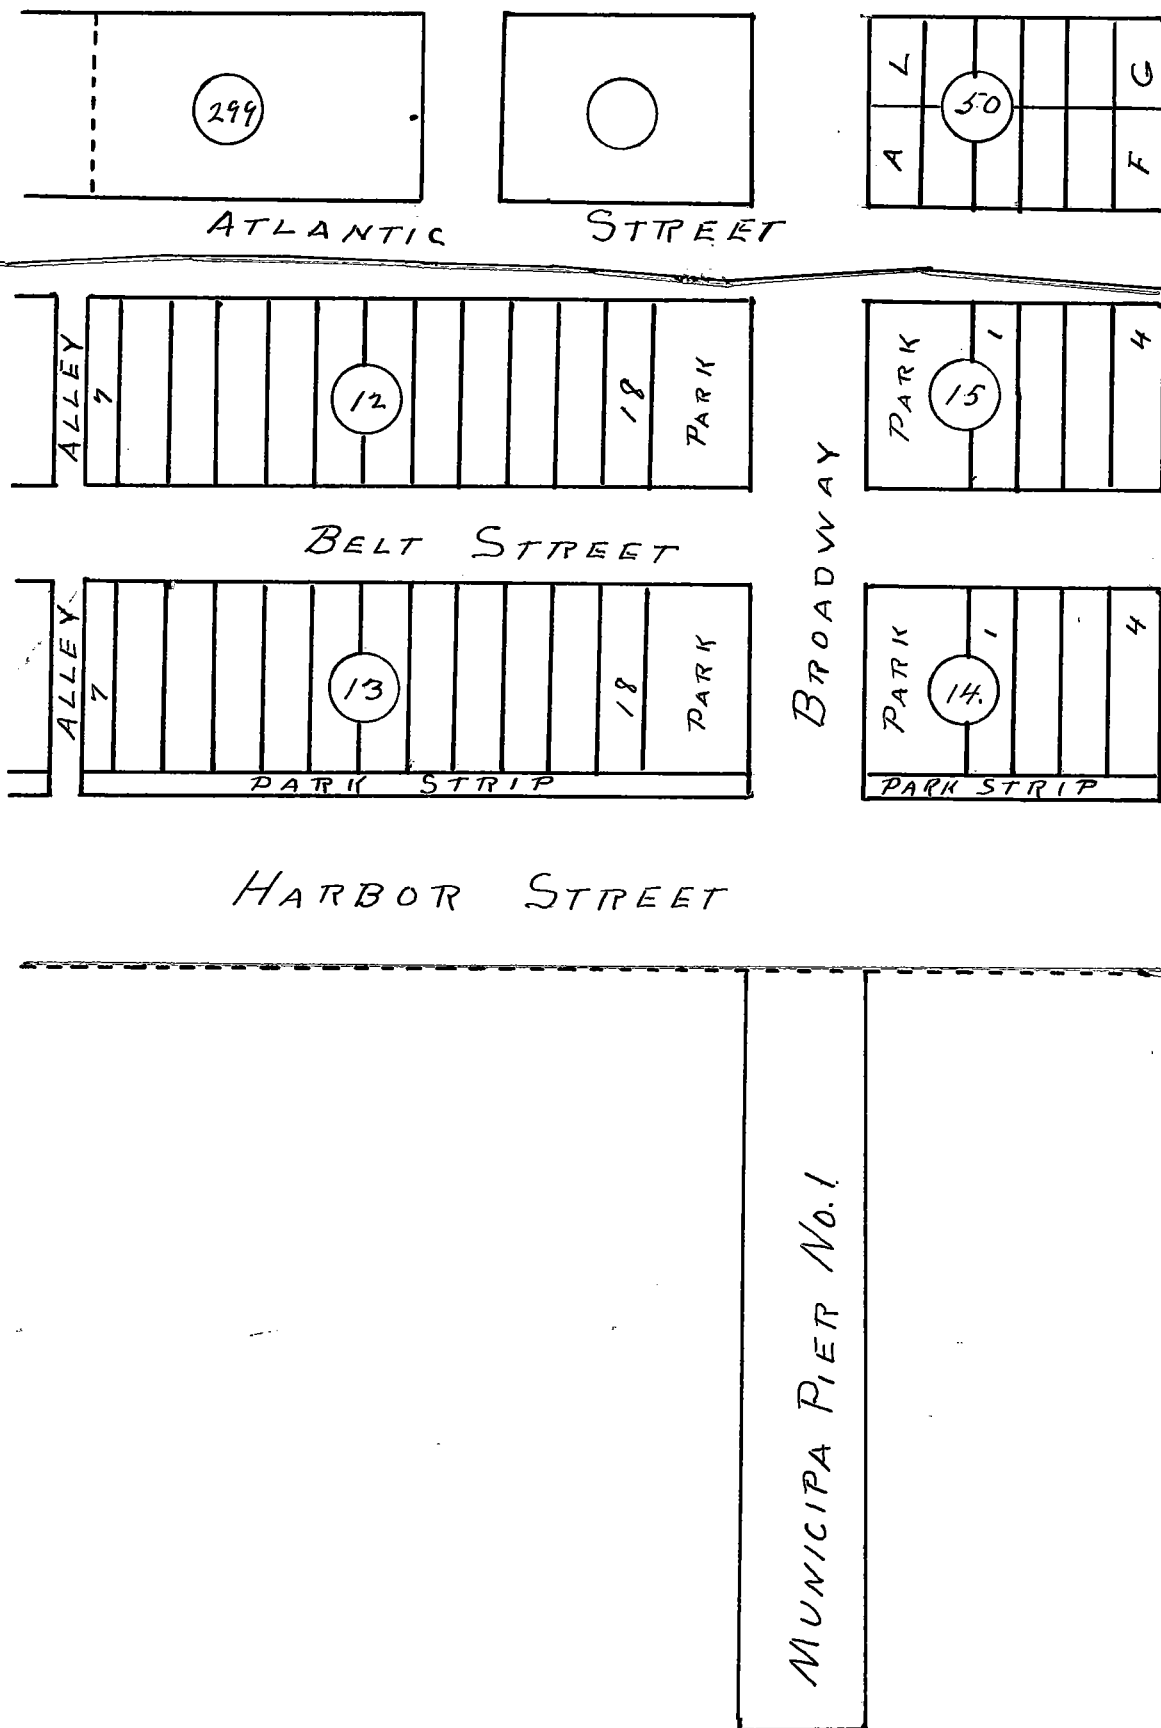 299
L
50
G
A
F
ATLANTIC STREET
ALLEY
7
12
18
PARK
PARK
15
1
4
BELT STREET
BROADWAY
ALLEY
7
13
18
PARK
PARK
14.
1
4
PARK STRIP
PARK STRIP
HARBOR STREET
MUNICIPA PIER No. 1